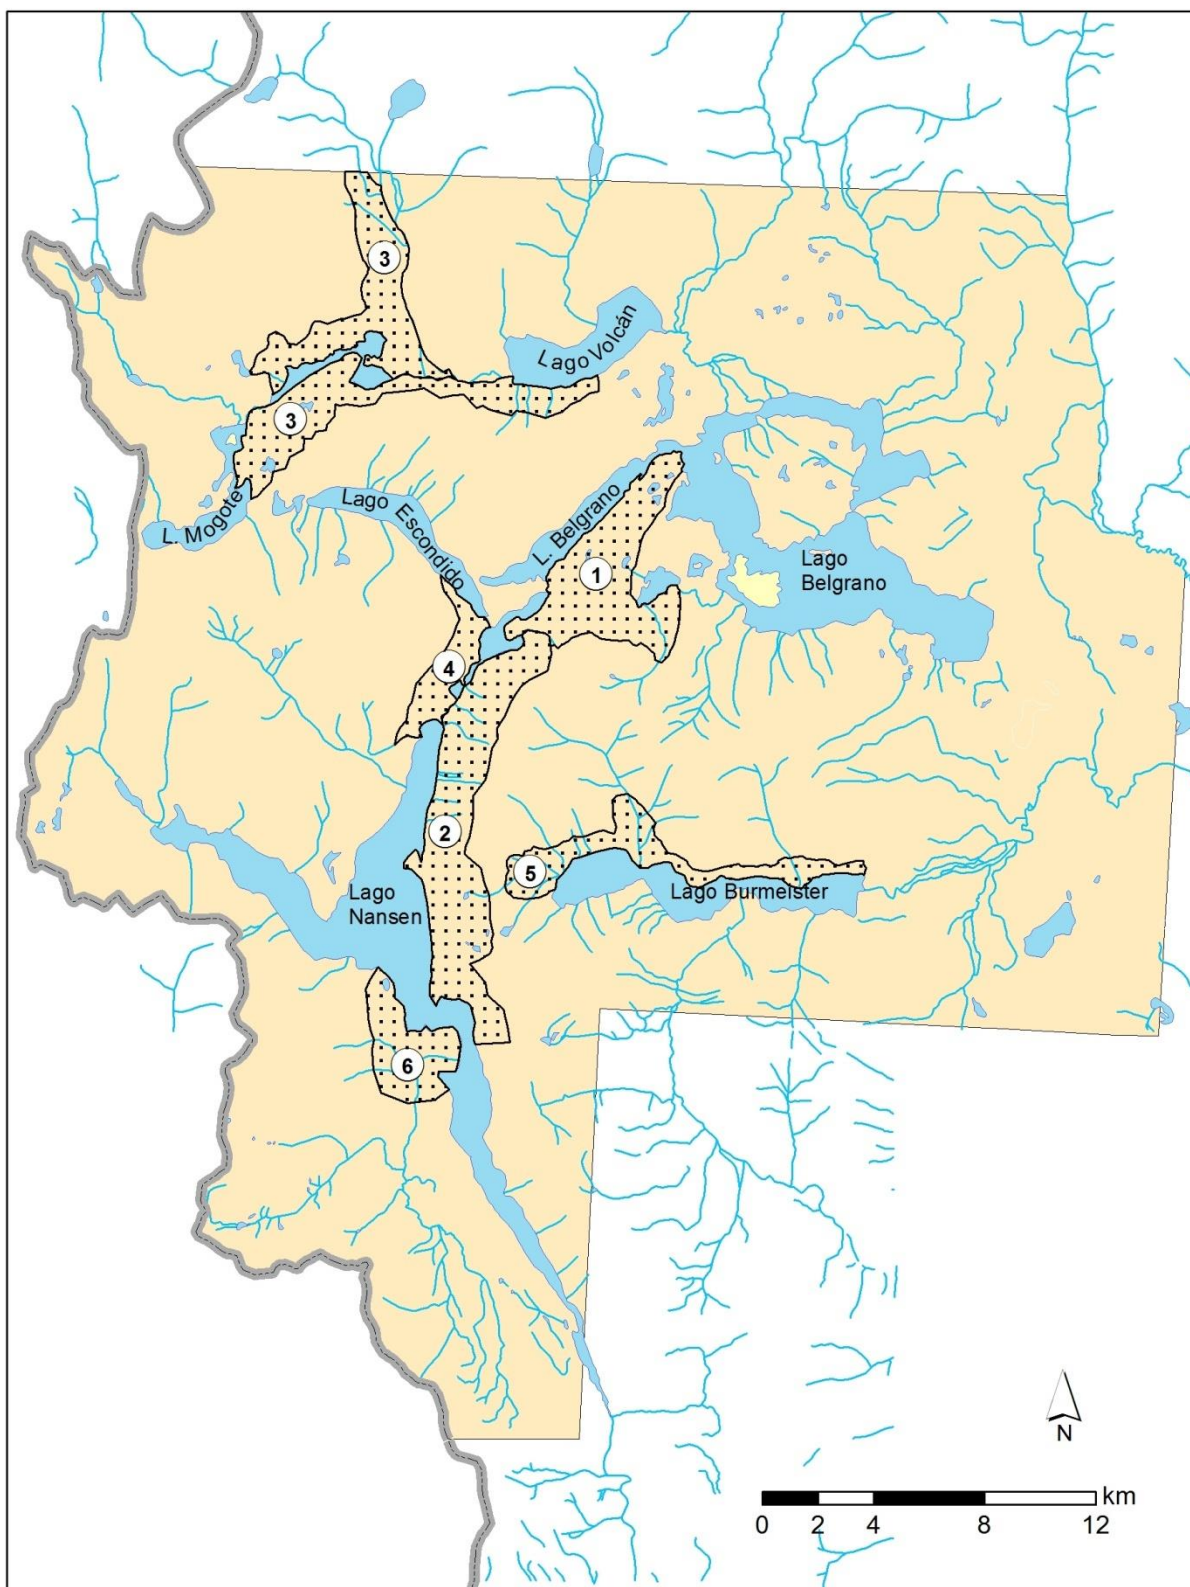 3
Lago Volcán
3
L. Mogote
Lago Escondido
L. Belgrano
1
Lago
Belgrano
4
2
5
Lago Burmeister
Lago
Nansen
6
N
km
0 2 4 8 12